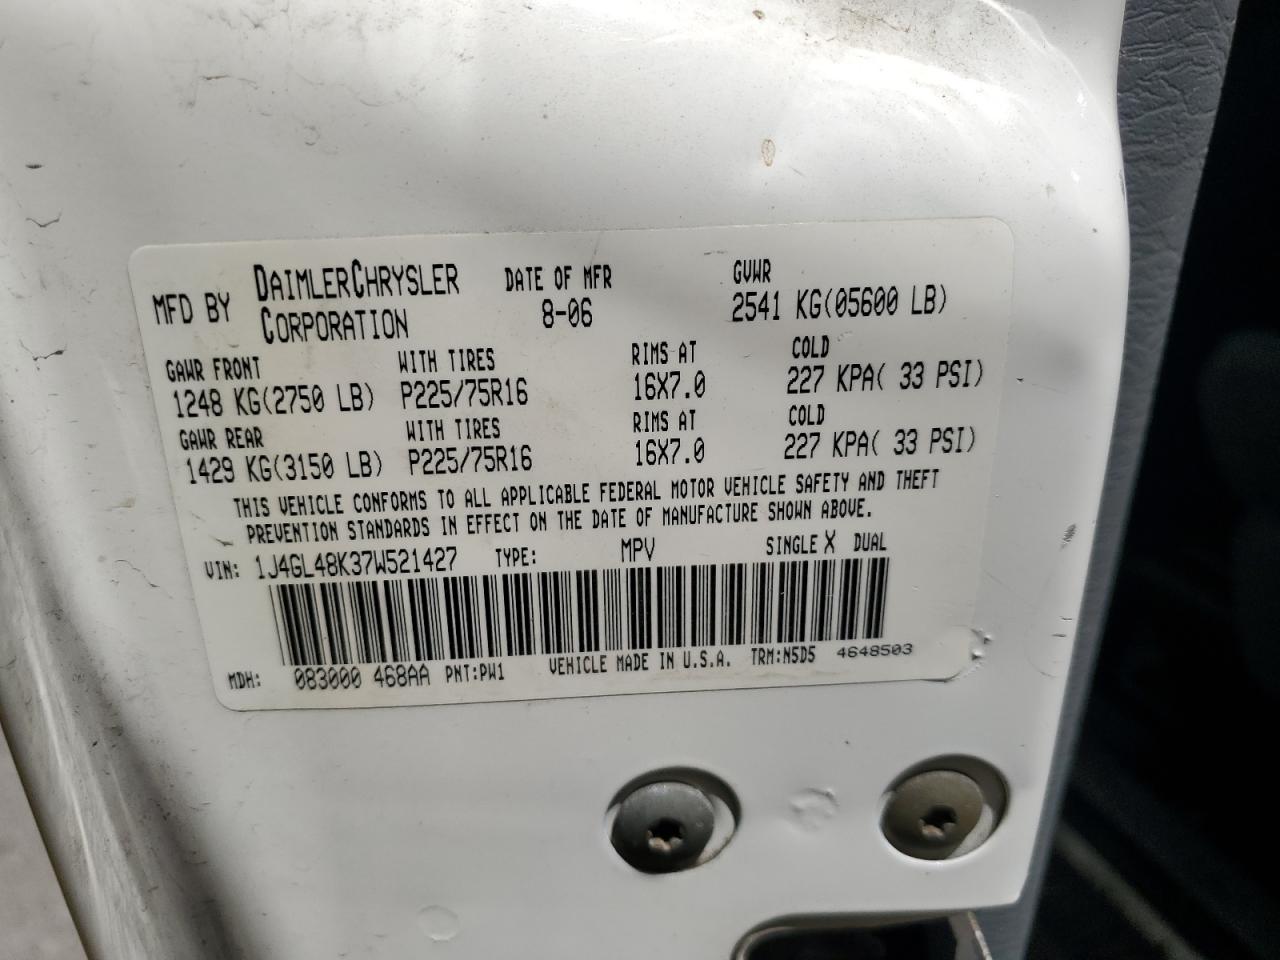 MFD BY DAIMLERCHRYSLER CORPORATION DATE OF MFR 8-06 GVWR 2541 KG(05600 LB)
GAWR FRONT WITH TIRES RIMS AT COLD
1248 KG(2750 LB) P225/75R16 16X7.0 227 KPA( 33 PSI)
GAWR REAR WITH TIRES RIMS AT COLD
1429 KG(3150 LB) P225/75R16 16X7.0 227 KPA( 33 PSI)
THIS VEHICLE CONFORMS TO ALL APPLICABLE FEDERAL MOTOR VEHICLE SAFETY AND THEFT
PREVENTION STANDARDS IN EFFECT ON THE DATE OF MANUFACTURE SHOWN ABOVE.
VIN: 1J4GL48K37W521427 TYPE: MPV SINGLE X DUAL
MDH: 083000 468AA PNT:PW1 VEHICLE MADE IN U.S.A. TRM:N5D5 4648503